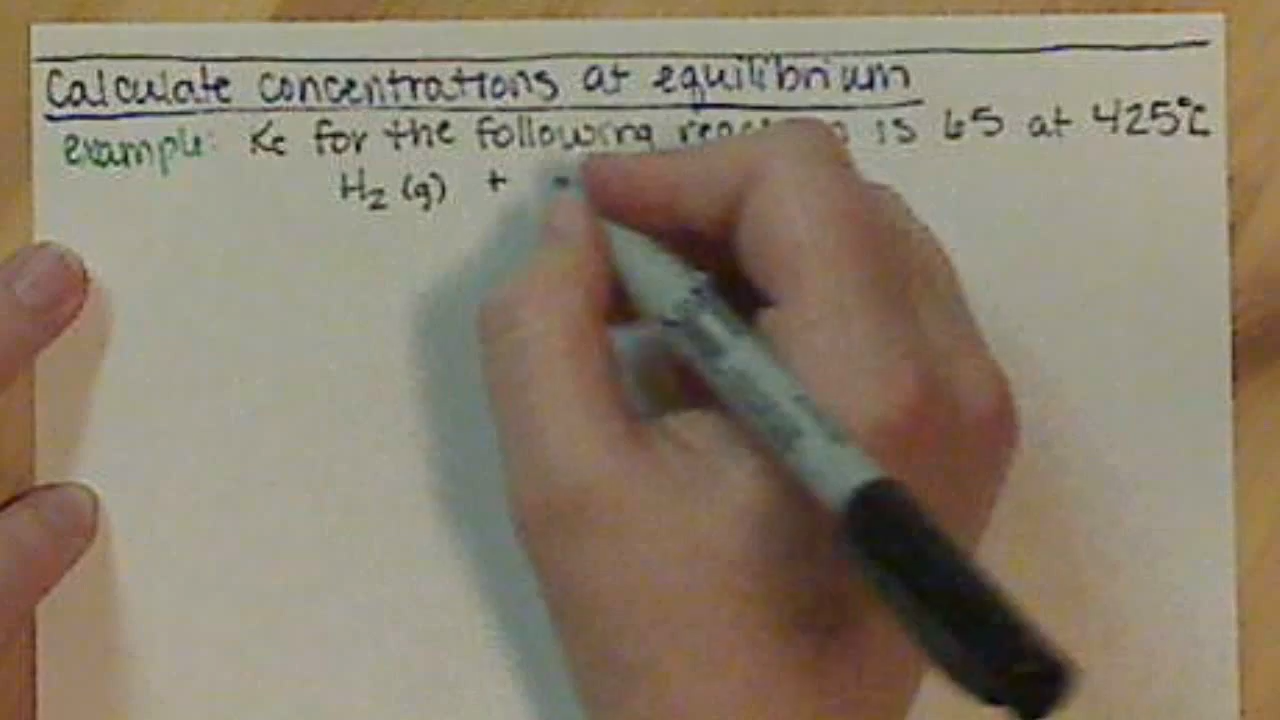 Calculate concentrations at equilibrium
example: Kc for the following is 65 at 425°C
H2 (g) +